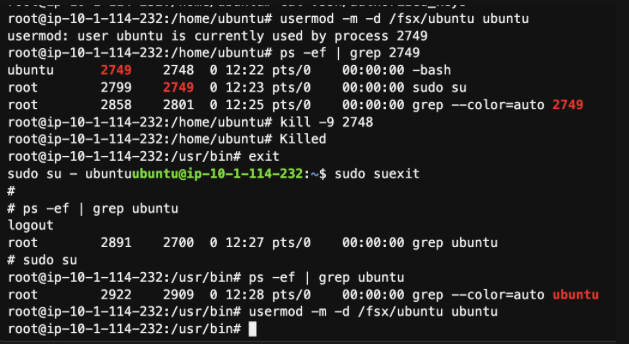 root@ip-10-1-114-232:/home/ubuntu# usermod -m -d /fsx/ubuntu ubuntu
usermod: user ubuntu is currently used by process 2749
root@ip-10-1-114-232:/home/ubuntu# ps -ef | grep 2749
ubuntu      2749    2748  0 12:22 pts/0    00:00:00 -bash
root        2799    2749  0 12:23 pts/0    00:00:00 sudo su
root        2858    2801  0 12:25 pts/0    00:00:00 grep --color=auto 2749
root@ip-10-1-114-232:/home/ubuntu# kill -9 2748
root@ip-10-1-114-232:/home/ubuntu# Killed
root@ip-10-1-114-232:/usr/bin# exit
sudo su - ubuntuubuntu@ip-10-1-114-232:~$ sudo suexit
#
# ps -ef | grep ubuntu
logout
root        2891    2700  0 12:27 pts/0    00:00:00 grep ubuntu
# sudo su
root@ip-10-1-114-232:/usr/bin# ps -ef | grep ubuntu
root        2922    2909  0 12:28 pts/0    00:00:00 grep --color=auto ubuntu
root@ip-10-1-114-232:/usr/bin# usermod -m -d /fsx/ubuntu ubuntu
root@ip-10-1-114-232:/usr/bin#